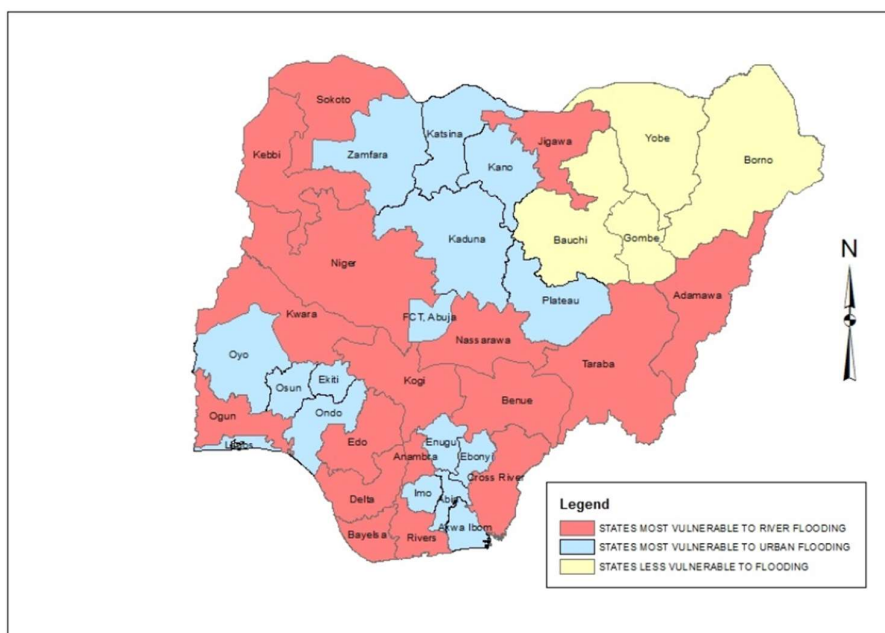 Sokoto
Katsina
Kebbi
Zamfara
Kano
Jigawa
Yobe
Borno
Kaduna
Bauchi
Gombe
N
Niger
Plateau
Adamawa
FCT, Abuja
Kwara
Nassarawa
Oyo
Taraba
Osun
Ekiti
Kogi
Benue
Ogun
Ondo
Lagos
Edo
Enugu
Ebonyi
Anambra
Cross River
Delta
Imo
Abia
Bayelsa
Rivers
Akwa Ibom
Legend
STATES MOST VULNERABLE TO RIVER FLOODING
STATES MOST VULNERABLE TO URBAN FLOODING
STATES LESS VULNERABLE TO FLOODING